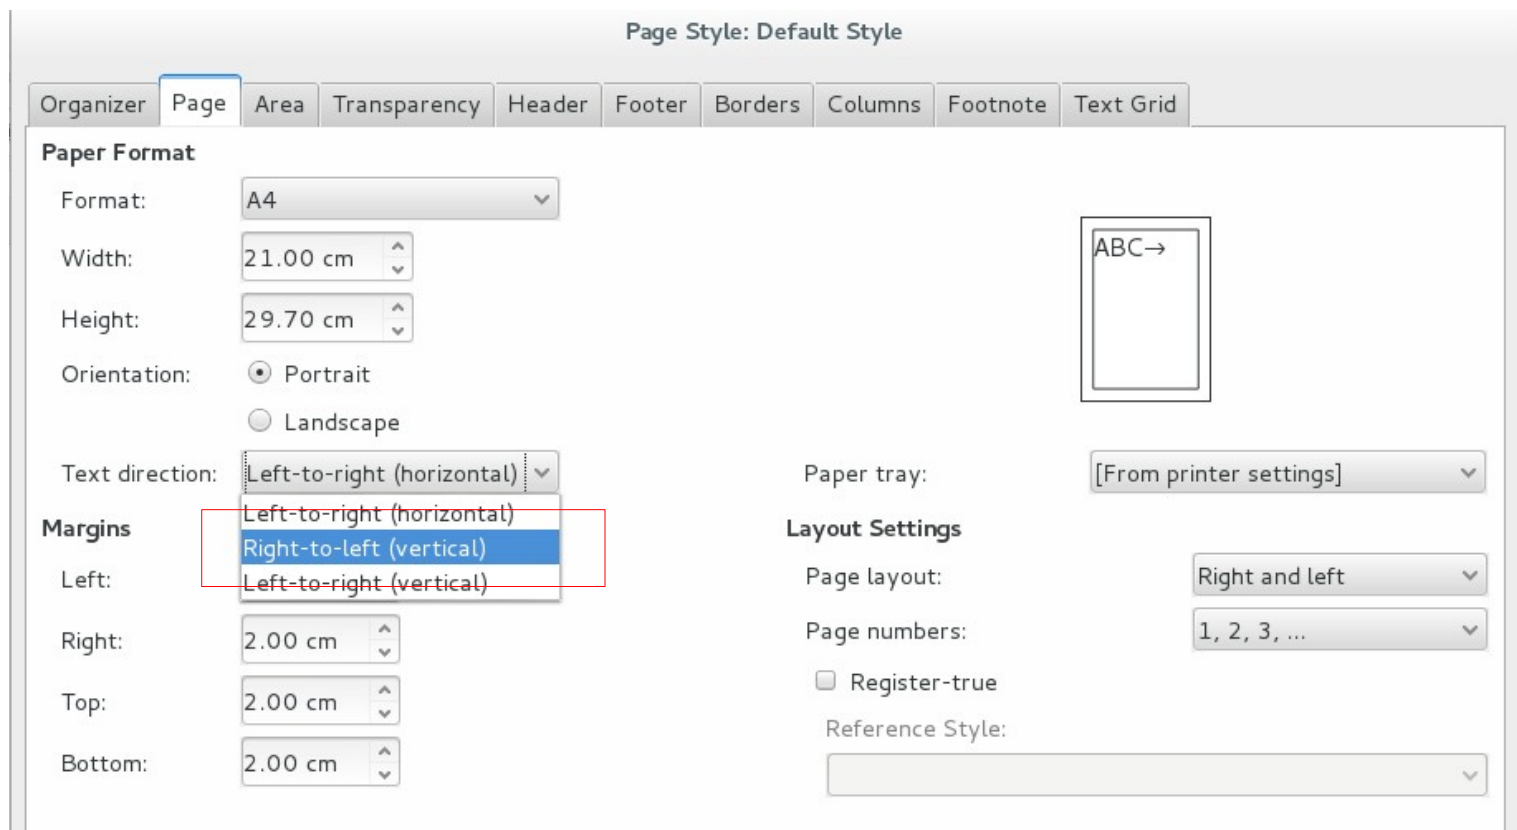 Page Style: Default Style
Organizer Page Area Transparency Header Footer Borders Columns Footnote Text Grid
Paper Format
Format: A4
ABC→
Width: 21.00 cm
Height: 29.70 cm
Orientation: Portrait
Landscape
Text direction: Left-to-right (horizontal) Paper tray: [From printer settings]
Left-to-right (horizontal)
Margins Right-to-left (vertical) Layout Settings
Left: Left-to-right (vertical) Page layout: Right and left
Right: 2.00 cm Page numbers: 1, 2, 3, ...
Register-true
Top: 2.00 cm
Reference Style:
Bottom: 2.00 cm